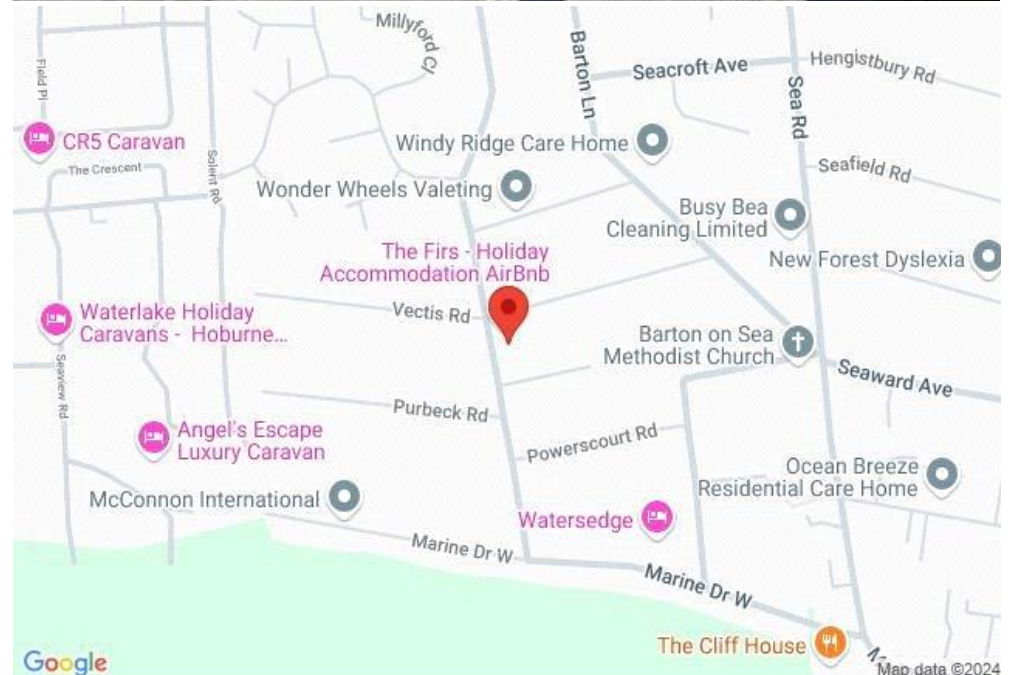 Millyford Cl
Barton Ln
Seacroft Ave
Hengistbury Rd
Field Pl
Sea Rd
CR5 Caravan
Windy Ridge Care Home
The Crescent
Solent Rd
Seafield Rd
Wonder Wheels Valeting
Busy Bea
Cleaning Limited
The Firs - Holiday
Accommodation AirBnb
New Forest Dyslexia
Waterlake Holiday
Caravans - Hoburne...
Vectis Rd
Barton on Sea
Methodist Church
Seaview Rd
Seaward Ave
Purbeck Rd
Angel's Escape
Luxury Caravan
Powerscourt Rd
Ocean Breeze
Residential Care Home
McConnon International
Watersedge
Marine Dr W
Marine Dr W
The Cliff House
Google
Map data ©2024